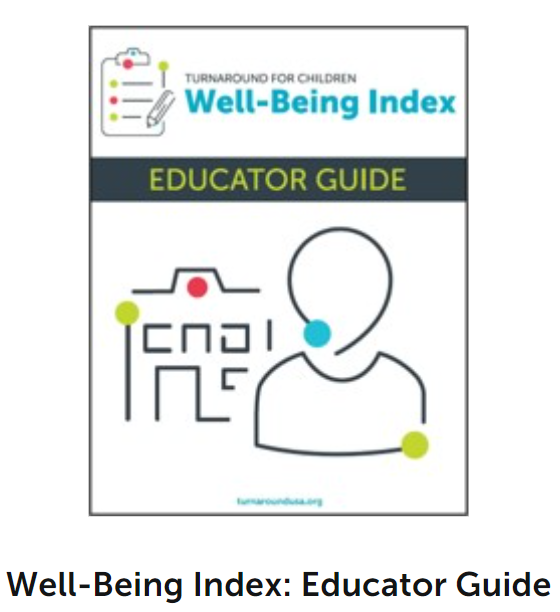 TURNAROUND FOR CHILDREN
Well-Being Index
EDUCATOR GUIDE
turnaroundusa.org
Well-Being Index: Educator Guide